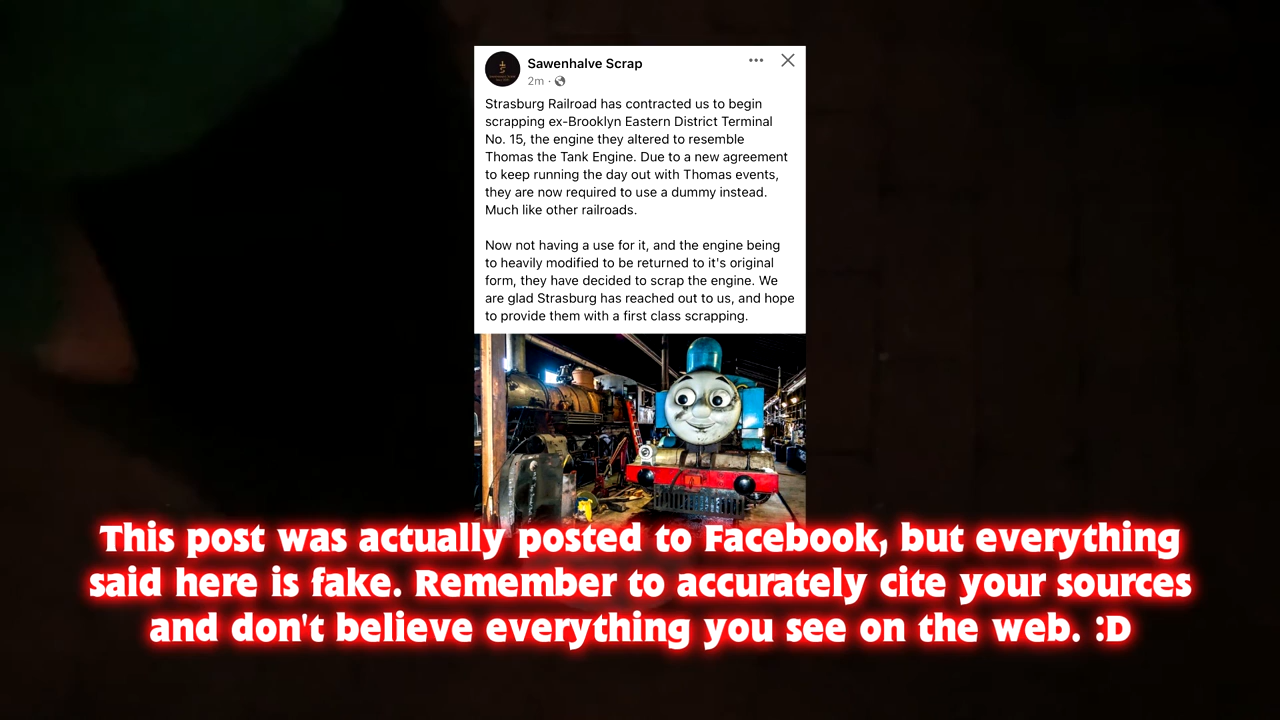 Sawenhalve Scrap
2m ·
Strasburg Railroad has contracted us to begin
scrapping ex-Brooklyn Eastern District Terminal
No. 15, the engine they altered to resemble
Thomas the Tank Engine. Due to a new agreement
to keep running the day out with Thomas events,
they are now required to use a dummy instead.
Much like other railroads.
Now not having a use for it, and the engine being
to heavily modified to be returned to it's original
form, they have decided to scrap the engine. We
are glad Strasburg has reached out to us, and hope
to provide them with a first class scrapping.
This post was actually posted to Facebook, but everything
said here is fake. Remember to accurately cite your sources
and don't believe everything you see on the web. :D